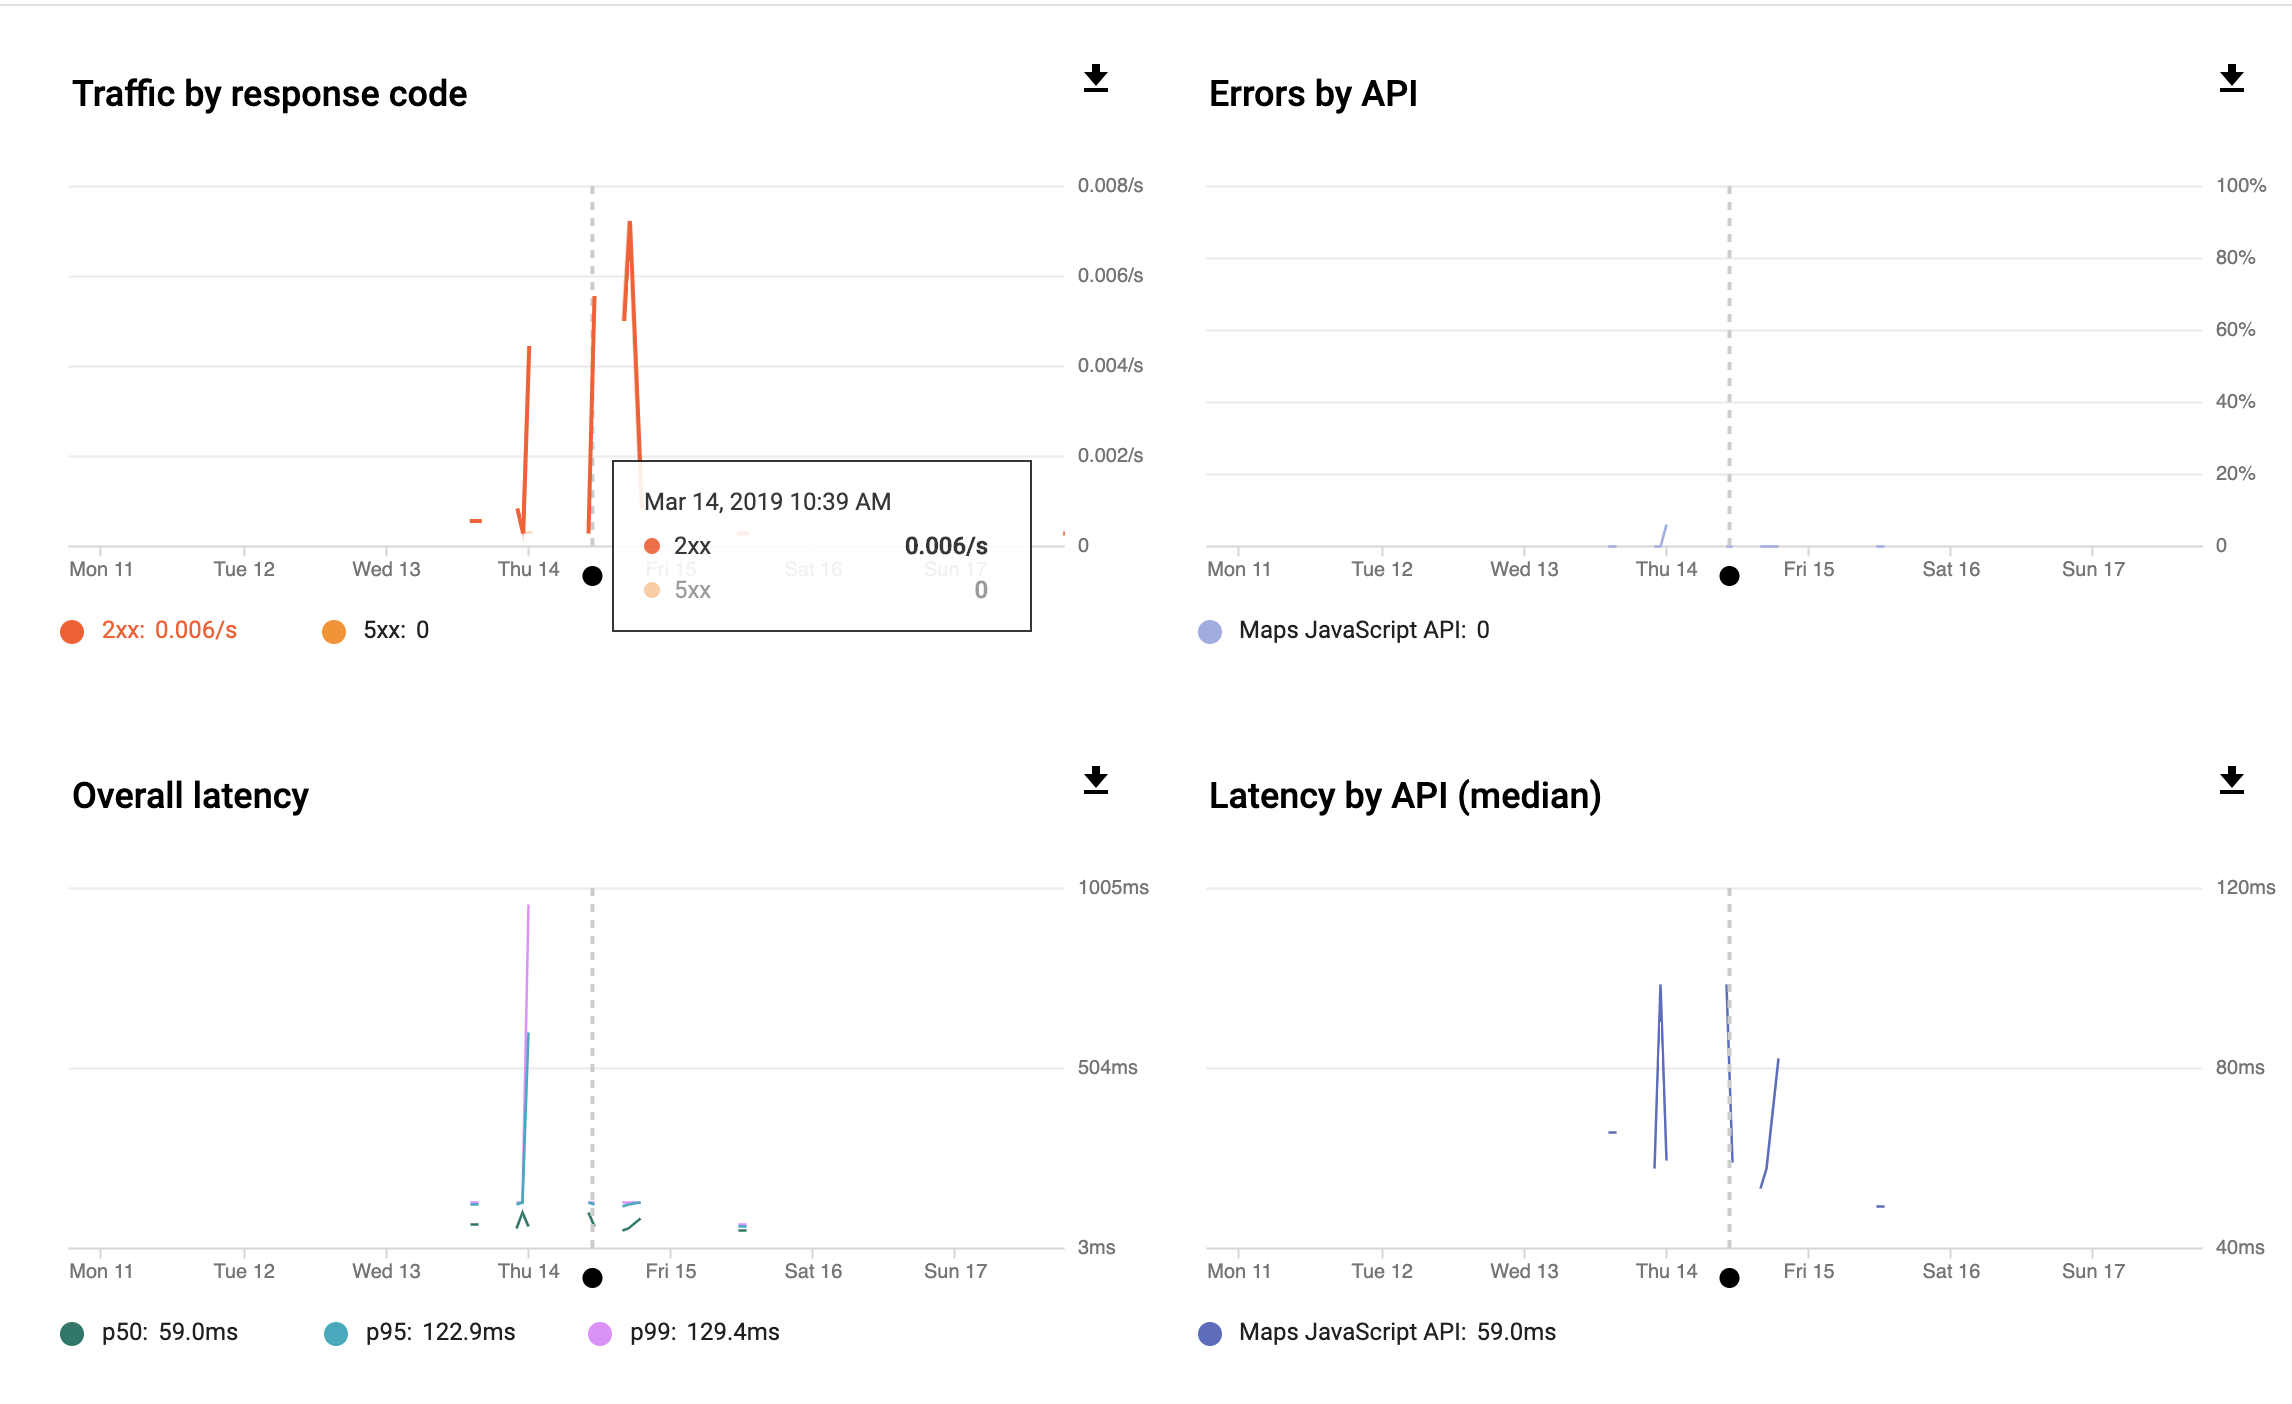 Traffic by response code
0.008/s
0.006/s
0.004/s
0.002/s
0
Mon 11 Tue 12 Wed 13 Thu 14 Fri 15 Sat 16 Sun 17
Mar 14, 2019 10:39 AM
2xx 0.006/s
5xx 0
2xx: 0.006/s 5xx: 0
Errors by API
100%
80%
60%
40%
20%
0
Mon 11 Tue 12 Wed 13 Thu 14 Fri 15 Sat 16 Sun 17
Maps JavaScript API: 0
Overall latency
1005ms
504ms
3ms
Mon 11 Tue 12 Wed 13 Thu 14 Fri 15 Sat 16 Sun 17
p50: 59.0ms p95: 122.9ms p99: 129.4ms
Latency by API (median)
120ms
80ms
40ms
Mon 11 Tue 12 Wed 13 Thu 14 Fri 15 Sat 16 Sun 17
Maps JavaScript API: 59.0ms